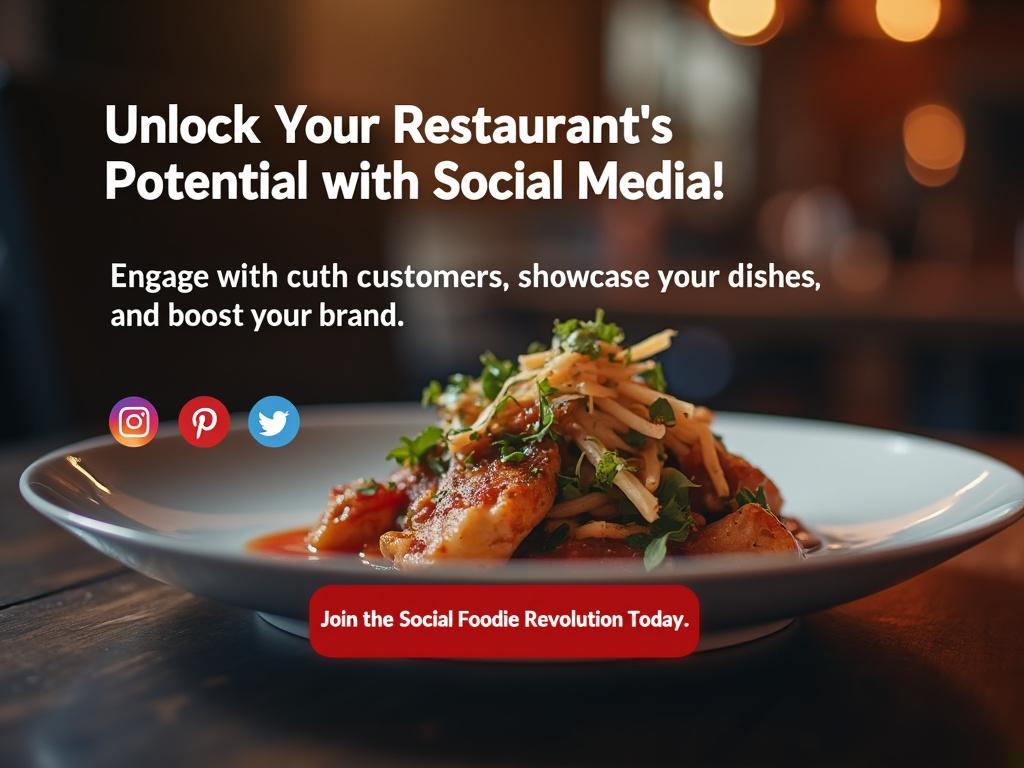 Unlock Your Restaurant's
Potential with Social Media!
Engage with cuth customers, showcase your dishes,
and boost your brand.
Join the Social Foodie Revolution Today.